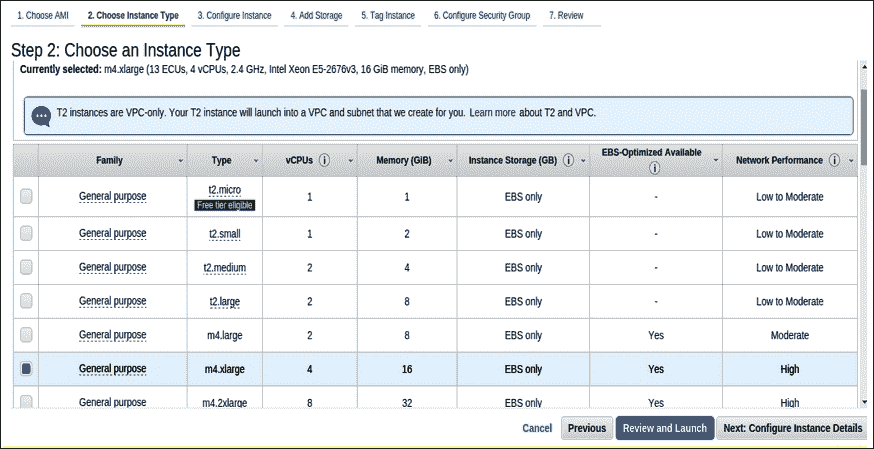 1. Choose AMI 2. Choose Instance Type 3. Configure Instance 4. Add Storage 5. Tag Instance 6. Configure Security Group 7. Review
Step 2: Choose an Instance Type
Currently selected: m4.xlarge (13 ECUs, 4 vCPUs, 2.4 GHz, Intel Xeon E5-2676v3, 16 GiB memory, EBS only)
T2 instances are VPC-only. Your T2 instance will launch into a VPC and subnet that we create for you. Learn more about T2 and VPC.
Family Type vCPUs i Memory (GiB) Instance Storage (GB) i EBS-Optimized Available i Network Performance i
General purpose t2.micro 1 1 EBS only - Low to Moderate
Free tier eligible
General purpose t2.small 1 2 EBS only - Low to Moderate
General purpose t2.medium 2 4 EBS only - Low to Moderate
General purpose t2.large 2 8 EBS only - Low to Moderate
General purpose m4.large 2 8 EBS only Yes Moderate
General purpose m4.xlarge 4 16 EBS only Yes High
General purpose m4.2xlarge 8 32 EBS only Yes High
Cancel Previous Review and Launch Next: Configure Instance Details